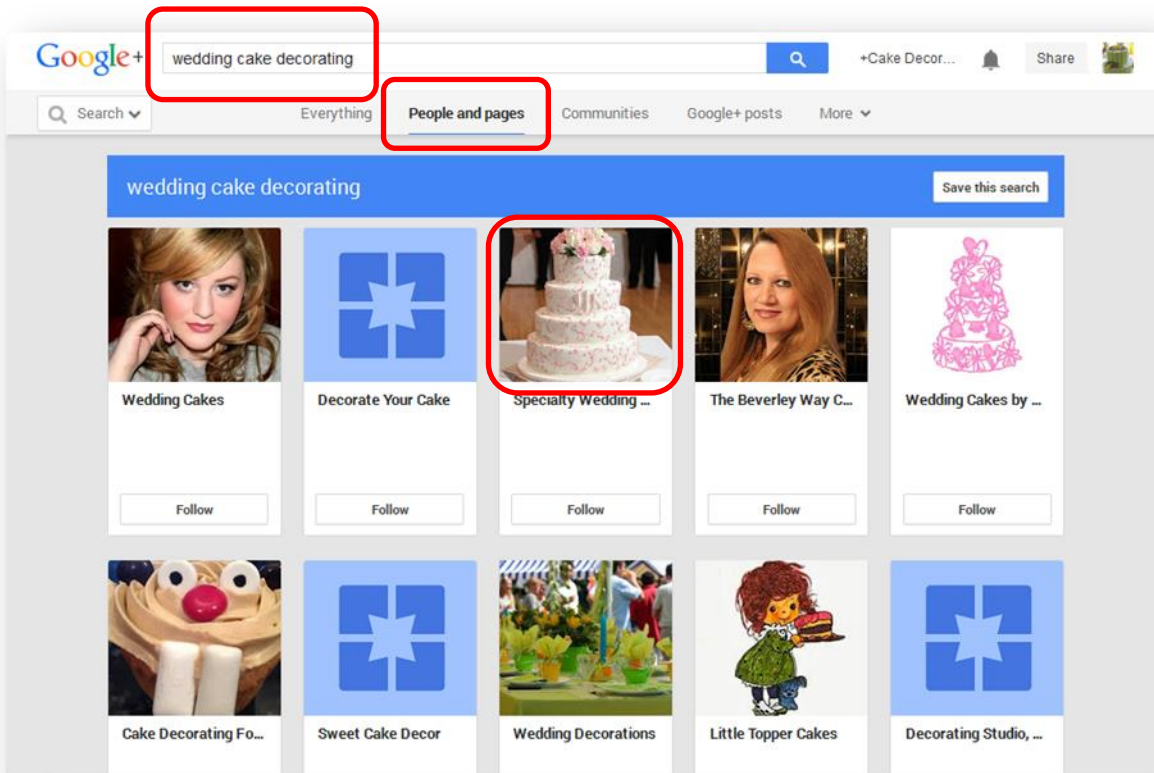 Google+ wedding cake decorating +Cake Decor... Share
Search Everything People and pages Communities Google+ posts More
wedding cake decorating Save this search
Wedding Cakes Decorate Your Cake Specialty Wedding ... The Beverley Way C... Wedding Cakes by ...
Follow Follow Follow Follow Follow
Cake Decorating Fo... Sweet Cake Decor Wedding Decorations Little Topper Cakes Decorating Studio, ...